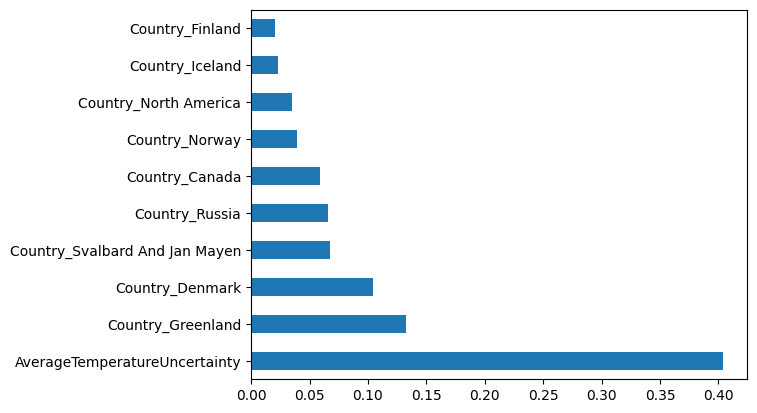 Country_Finland
Country_Iceland
Country_North America
Country_Norway
Country_Canada
Country_Russia
Country_Svalbard And Jan Mayen
Country_Denmark
Country_Greenland
AverageTemperatureUncertainty
0.00 0.05 0.10 0.15 0.20 0.25 0.30 0.35 0.40